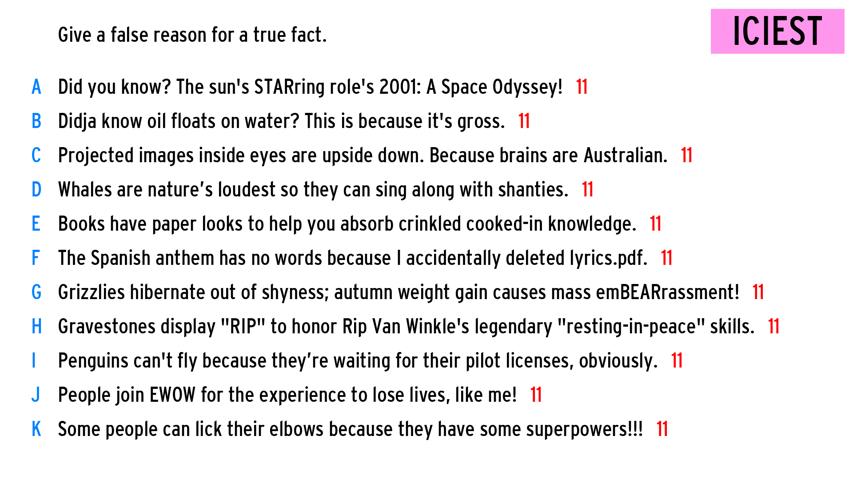 ICIEST
Give a false reason for a true fact.
A Did you know? The sun's STARring role's 2001: A Space Odyssey! 11
B Didja know oil floats on water? This is because it's gross. 11
C Projected images inside eyes are upside down. Because brains are Australian. 11
D Whales are nature’s loudest so they can sing along with shanties. 11
E Books have paper looks to help you absorb crinkled cooked-in knowledge. 11
F The Spanish anthem has no words because I accidentally deleted lyrics.pdf. 11
G Grizzlies hibernate out of shyness; autumn weight gain causes mass emBEARrassment! 11
H Gravestones display "RIP" to honor Rip Van Winkle's legendary "resting-in-peace" skills. 11
I Penguins can't fly because they’re waiting for their pilot licenses, obviously. 11
J People join EWOW for the experience to lose lives, like me! 11
K Some people can lick their elbows because they have some superpowers!!! 11